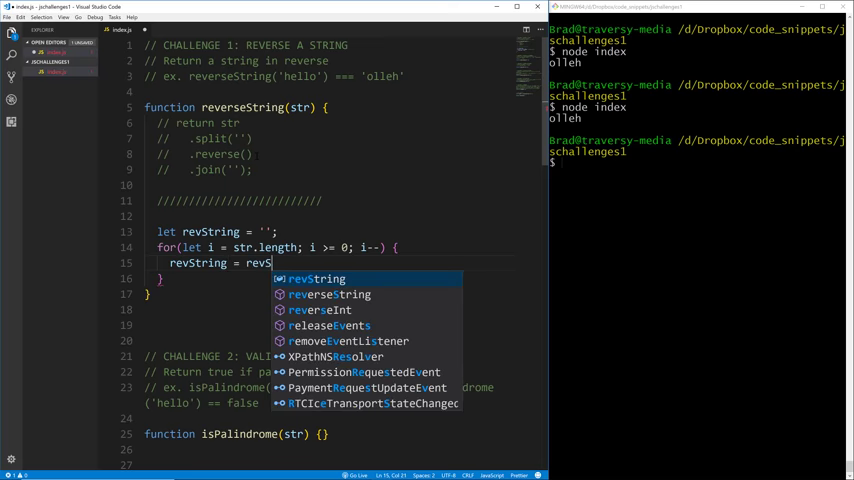 index.js - Visual Studio Code
File Edit Selection View Go Debug Tasks Help
EXPLORER
OPEN EDITORS 1 UNSAVED
index.js
JSCHALLENGES1
index.js
index.js
1 // CHALLENGE 1: REVERSE A STRING
2 // Return a string in reverse
3 // ex. reverseString('hello') === 'olleh'
4
5 function reverseString(str) {
6 // return str
7 //   .split('')
8 //   .reverse()
9 //   .join('');
10
11 //////////////////////////
12
13 let revString = '';
14 for(let i = str.length; i >= 0; i--) {
15 revString = revS
16 }
17 }
18
19
20
21 // CHALLENGE 2: VALI
22 // Return true if pa
23 // ex. isPalindrome( ndrome
('hello') == false
24
25 function isPalindrome(str) {}
26
27
revString
reverseString
reverseInt
releaseEvents
removeEventListener
XPathNSResolver
PermissionRequestedEvent
PaymentRequestUpdateEvent
RTCIceTransportStateChanged
1 0
Go Live Ln 15, Col 21 Spaces: 2 UTF-8 CRLF JavaScript Prettier
MINGW64:/d/Dropbox/code_snippets/jschallenges1
Brad@traversy-media /d/Dropbox/code_snippets/j
schallenges1
$ node index
olleh
Brad@traversy-media /d/Dropbox/code_snippets/j
schallenges1
$ node index
olleh
Brad@traversy-media /d/Dropbox/code_snippets/j
schallenges1
$